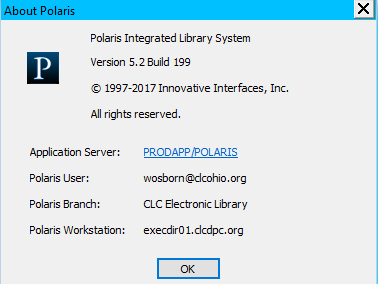 About Polaris
P
Polaris Integrated Library System
Version 5.2 Build 199
© 1997-2017 Innovative Interfaces, Inc.
All rights reserved.
Application Server: PRODAPP/POLARIS
Polaris User: wosborn@clcohio.org
Polaris Branch: CLC Electronic Library
Polaris Workstation: execdir01.clcdpc.org
OK